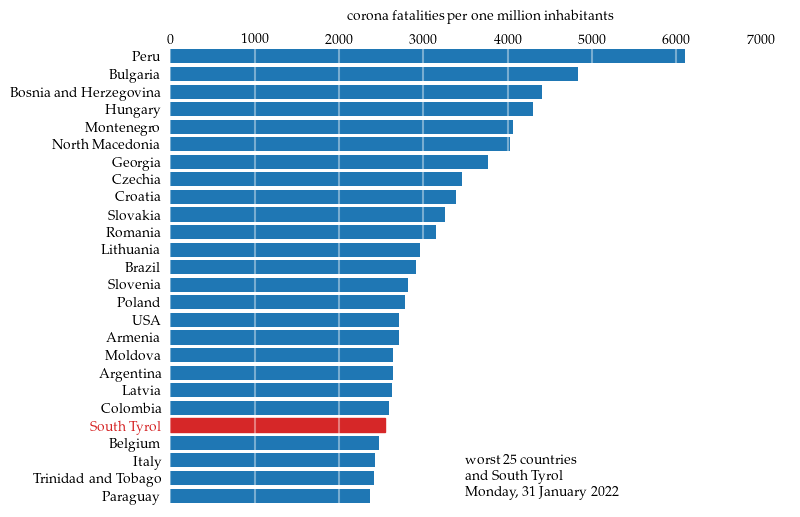 corona fatalities per one million inhabitants
0 1000 2000 3000 4000 5000 6000 7000
Peru
Bulgaria
Bosnia and Herzegovina
Hungary
Montenegro
North Macedonia
Georgia
Czechia
Croatia
Slovakia
Romania
Lithuania
Brazil
Slovenia
Poland
USA
Armenia
Moldova
Argentina
Latvia
Colombia
South Tyrol
Belgium
Italy
Trinidad and Tobago
Paraguay
worst 25 countries
and South Tyrol
Monday, 31 January 2022